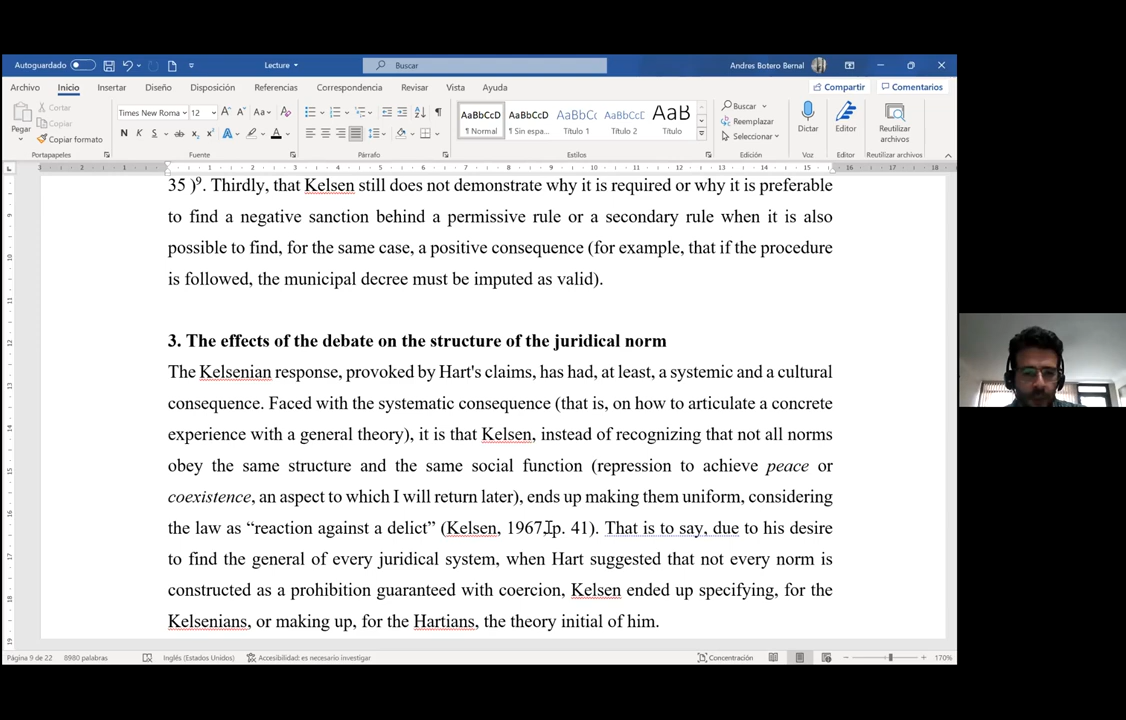 Autoguardado
Lecture
Buscar
Andres Botero Bernal
Archivo Inicio Insertar Diseño Disposición Referencias Correspondencia Revisar Vista Ayuda Compartir Comentarios
Pegar
Cortar
Copiar
Copiar formato
Portapapeles
Times New Roma 12
Aa
N K S ab x₂ x² A A
Fuente
Párrafo
AaBbCcD AaBbCcD AaBbCc AaBbCcD AaB
¶ Normal ¶ Sin espa... Título 1 Título 2 Título
Estilos
Buscar
Reemplazar
Seleccionar
Edición
Dictar
Voz
Editor
Editor
Reutilizar archivos
Reutilizar archivos
35 )⁹. Thirdly, that Kelsen still does not demonstrate why it is required or why it is preferable
to find a negative sanction behind a permissive rule or a secondary rule when it is also
possible to find, for the same case, a positive consequence (for example, that if the procedure
is followed, the municipal decree must be imputed as valid).
3. The effects of the debate on the structure of the juridical norm
The Kelsenian response, provoked by Hart's claims, has had, at least, a systemic and a cultural
consequence. Faced with the systematic consequence (that is, on how to articulate a concrete
experience with a general theory), it is that Kelsen, instead of recognizing that not all norms
obey the same structure and the same social function (repression to achieve peace or
coexistence, an aspect to which I will return later), ends up making them uniform, considering
the law as “reaction against a delict” (Kelsen, 1967, p. 41). That is to say, due to his desire
to find the general of every juridical system, when Hart suggested that not every norm is
constructed as a prohibition guaranteed with coercion, Kelsen ended up specifying, for the
Kelsenians, or making up, for the Hartians, the theory initial of him.
Página 9 de 22 8980 palabras Inglés (Estados Unidos) Accesibilidad: es necesario investigar Concentración 170%